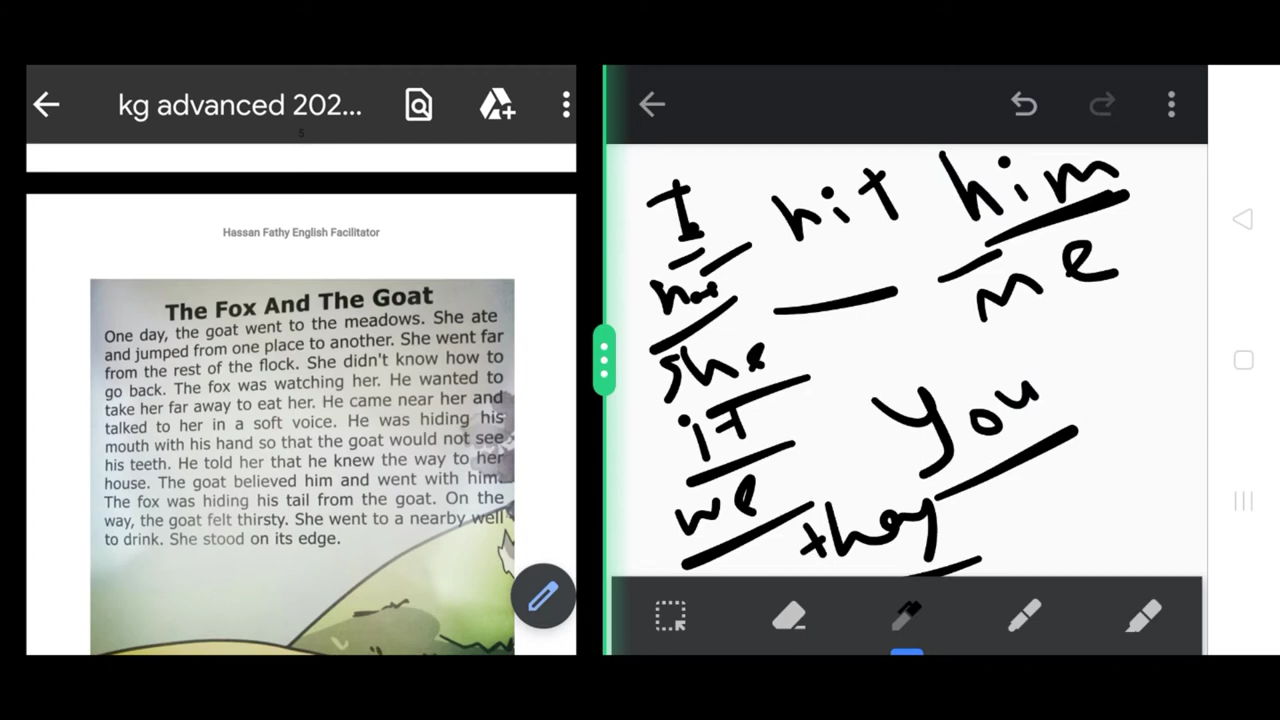 kg advanced 202...
5
Hassan Fathy English Facilitator
The Fox And The Goat
One day, the goat went to the meadows. She ate
and jumped from one place to another. She went far
from the rest of the flock. She didn't know how to
go back. The fox was watching her. He wanted to
take her far away to eat her. He came near her and
talked to her in a soft voice. He was hiding his
mouth with his hand so that the goat would not see
his teeth. He told her that he knew the way to her
house. The goat believed him and went with him.
The fox was hiding his tail from the goat. On the
way, the goat felt thirsty. She went to a nearby well
to drink. She stood on its edge.
I hit him
me
she
it you
we they